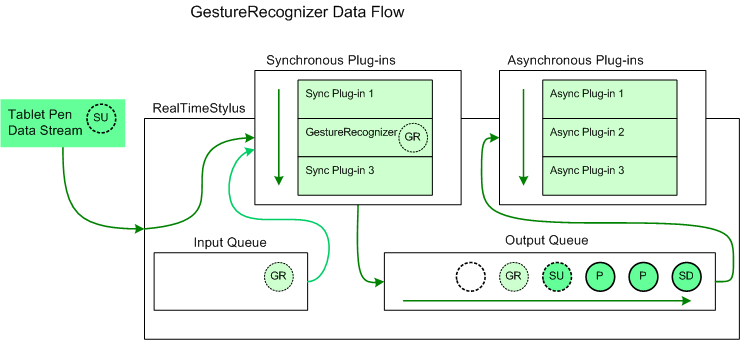 GestureRecognizer Data Flow
Synchronous Plug-ins
Asynchronous Plug-ins
Tablet Pen
Data Stream
SU
RealTimeStylus
Sync Plug-in 1
GestureRecognizer
GR
Sync Plug-in 3
Async Plug-in 1
Async Plug-in 2
Async Plug-in 3
Input Queue
GR
Output Queue
GR
SU
P
P
SD